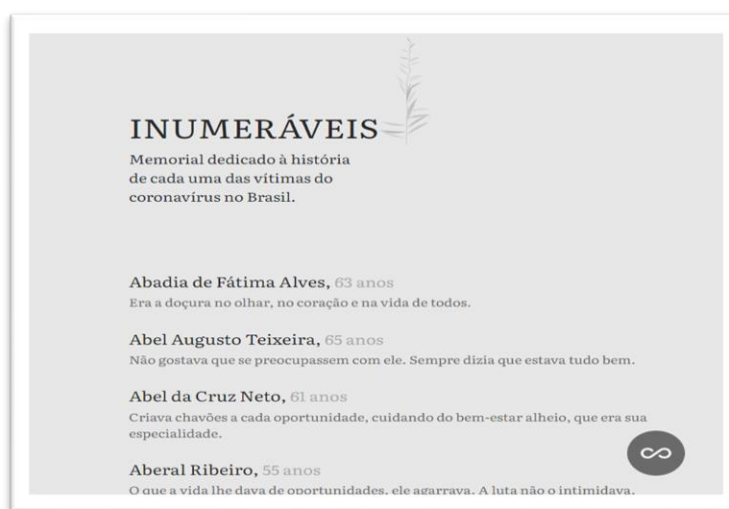 INUMERÁVEIS
Memorial dedicado à história
de cada uma das vítimas do
coronavírus no Brasil.
Abadia de Fátima Alves, 63 anos
Era a doçura no olhar, no coração e na vida de todos.
Abel Augusto Teixeira, 65 anos
Não gostava que se preocupassem com ele. Sempre dizia que estava tudo bem.
Abel da Cruz Neto, 61 anos
Criava chavões a cada oportunidade, cuidando do bem-estar alheio, que era sua
especialidade.
Aberal Ribeiro, 55 anos
O que a vida lhe dava de oportunidades, ele agarrava. A luta não o intimidava.